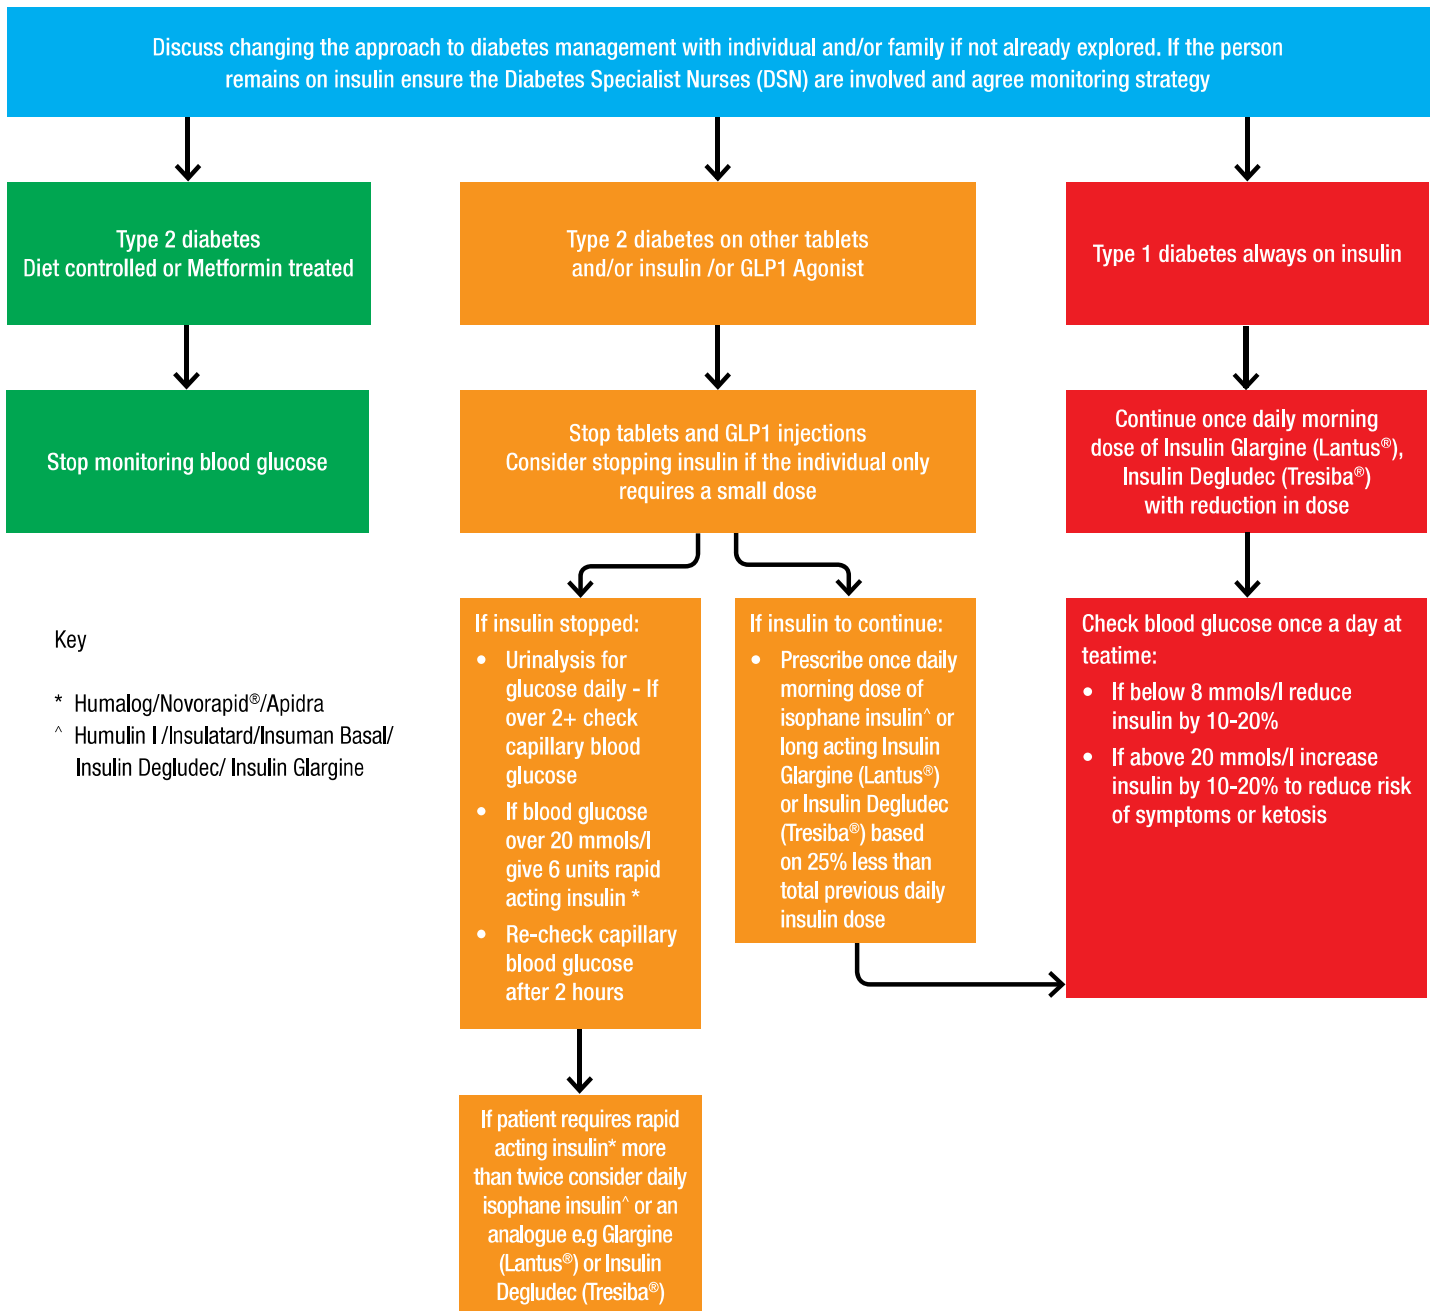 Discuss changing the approach to diabetes management with individual and/or family if not already explored. If the person
remains on insulin ensure the Diabetes Specialist Nurses (DSN) are involved and agree monitoring strategy
Type 2 diabetes
Diet controlled or Metformin treated
Type 2 diabetes on other tablets
and/or insulin /or GLP1 Agonist
Type 1 diabetes always on insulin
Stop monitoring blood glucose
Stop tablets and GLP1 injections
Consider stopping insulin if the individual only
requires a small dose
Continue once daily morning
dose of Insulin Glargine (Lantus®),
Insulin Degludec (Tresiba®)
with reduction in dose
Key
* Humalog/Novorapid®/Apidra
^ Humulin I /Insulatard/Insuman Basal/
Insulin Degludec/ Insulin Glargine
If insulin stopped:
• Urinalysis for
glucose daily - If
over 2+ check
capillary blood
glucose
• If blood glucose
over 20 mmols/l
give 6 units rapid
acting insulin *
• Re-check capillary
blood glucose
after 2 hours
If insulin to continue:
• Prescribe once daily
morning dose of
isophane insulin^ or
long acting Insulin
Glargine (Lantus®)
or Insulin Degludec
(Tresiba®) based
on 25% less than
total previous daily
insulin dose
Check blood glucose once a day at
teatime:
• If below 8 mmols/l reduce
insulin by 10-20%
• If above 20 mmols/l increase
insulin by 10-20% to reduce risk
of symptoms or ketosis
If patient requires rapid
acting insulin* more
than twice consider daily
isophane insulin^ or an
analogue e.g Glargine
(Lantus®) or Insulin
Degludec (Tresiba®)